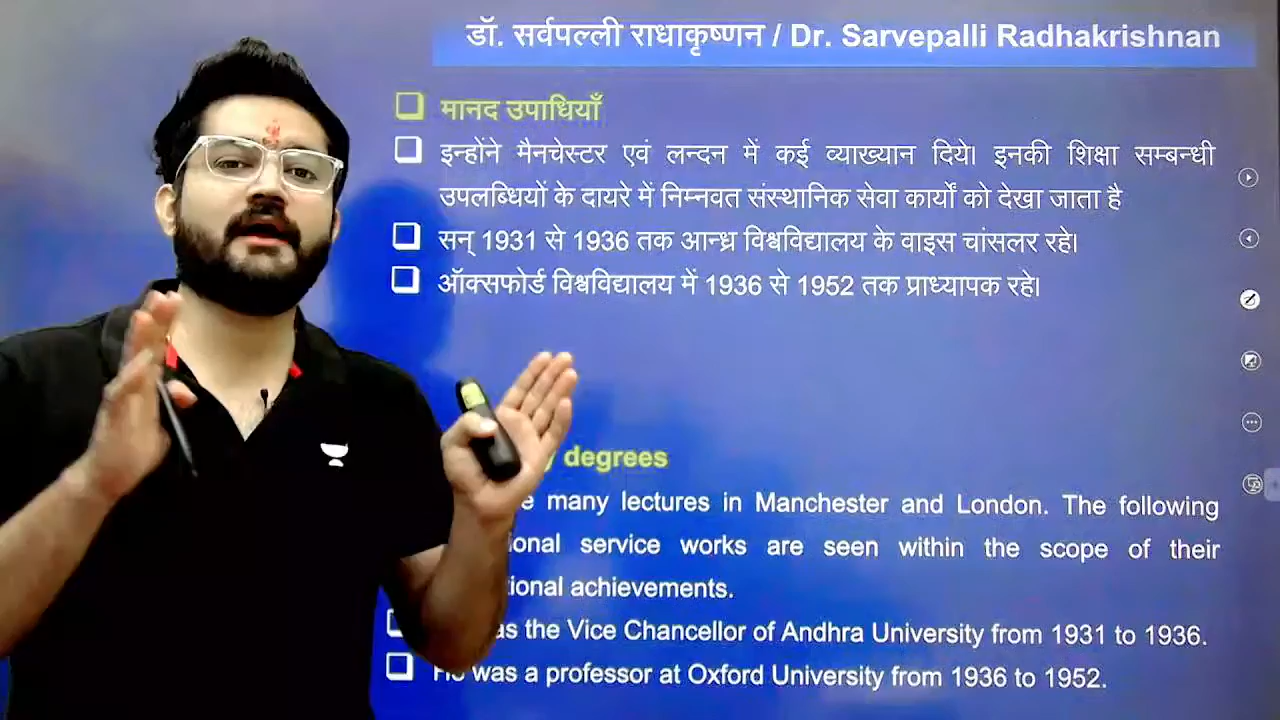 डॉ. सर्वपल्ली राधाकृष्णन / Dr. Sarvepalli Radhakrishnan
मानद उपाधियाँ
इन्होंने मैनचेस्टर एवं लन्दन में कई व्याख्यान दिये। इनकी शिक्षा सम्बन्धी
उपलब्धियों के दायरे में निम्नवत संस्थानिक सेवा कार्यों को देखा जाता है
सन् 1931 से 1936 तक आन्ध्र विश्वविद्यालय के वाइस चांसलर रहे।
ऑक्सफोर्ड विश्वविद्यालय में 1936 से 1952 तक प्राध्यापक रहे।
degrees
many lectures in Manchester and London. The following
service works are seen within the scope of their
achievements.
the Vice Chancellor of Andhra University from 1931 to 1936.
He was a professor at Oxford University from 1936 to 1952.